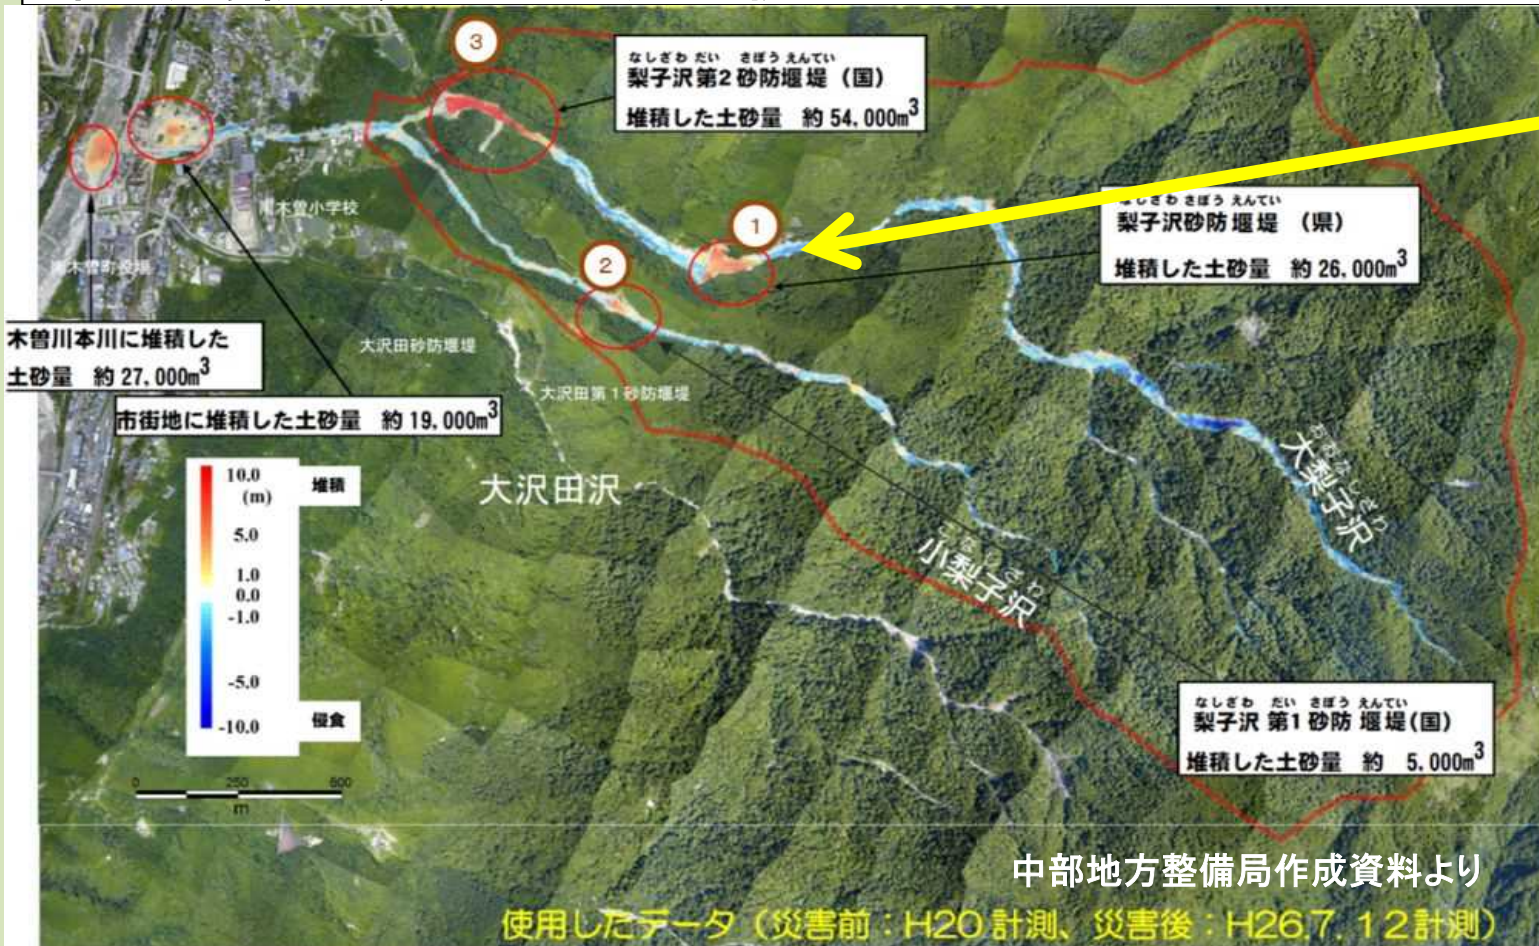 ③
なしざわ だい さぼう えんてい
梨子沢第2砂防堰堤（国）
堆積した土砂量 約54,000m³
なしざわ さぼう えんてい
梨子沢砂防堰堤 （県）
堆積した土砂量 約26,000m³
①
②
南木曽小学校
南木曽町役場
木曽川本川に堆積した
土砂量 約27,000m³
市街地に堆積した土砂量 約19,000m³
大沢田砂防堰堤
大沢田第1砂防堰堤
大沢田沢
10.0
(m)
5.0
1.0
0.0
-1.0
-5.0
-10.0
堆積
侵食
おおなしざわ
大梨子沢
こなしざわ
小梨子沢
なしざわ だい さぼう えんてい
梨子沢 第1砂防 堰堤(国)
堆積した土砂量 約 5,000m³
0 250
m
中部地方整備局作成資料より
使用したデータ（災害前：H20計測、災害後：H26.7.12計測）